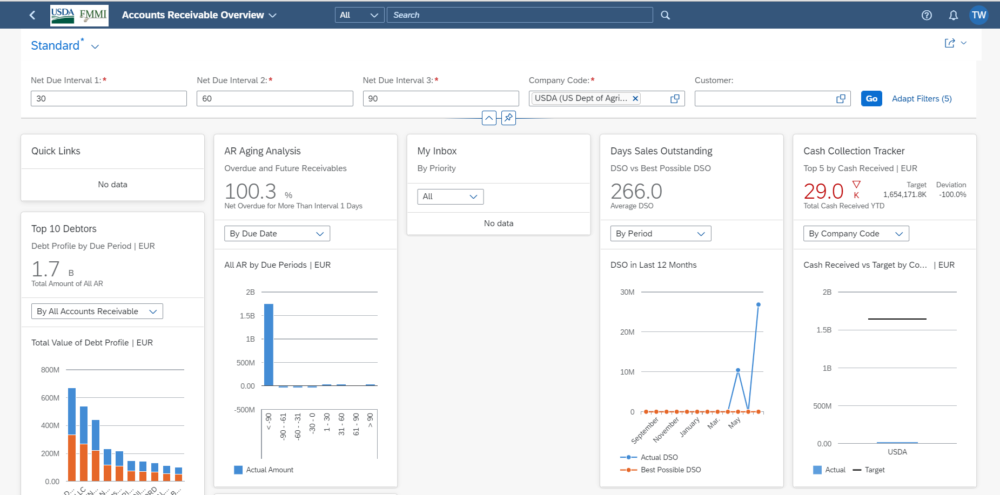 USDA FMMI Accounts Receivable Overview All Search TW
Standard*
Net Due Interval 1:* Net Due Interval 2:* Net Due Interval 3:* Company Code:* Customer:
30 60 90 USDA (US Dept of Agri... Go Adapt Filters (5)
Quick Links
No data
Top 10 Debtors
Debt Profile by Due Period | EUR
1.7 B
Total Amount of All AR
By All Accounts Receivable
Total Value of Debt Profile | EUR
800M
600M
400M
200M
0.00
AR Aging Analysis
Overdue and Future Receivables
100.3 %
Net Overdue for More Than Interval 1 Days
By Due Date
All AR by Due Periods | EUR
2B
1.5B
1B
500M
0.00
-500M
< -90
-90 - -61
-60 - -31
-30 - 0
1 - 30
31 - 60
61 - 90
> 90
Actual Amount
My Inbox
By Priority
All
No data
Days Sales Outstanding
DSO vs Best Possible DSO
266.0
Average DSO
By Period
DSO in Last 12 Months
30M
20M
10M
0
September
November
January
Mar.
May
Actual DSO
Best Possible DSO
Cash Collection Tracker
Top 5 by Cash Received | EUR
29.0 K
Target Deviation
1,654,171.8K -100.0%
Total Cash Received YTD
By Company Code
Cash Received vs Target by Co... | EUR
2B
1.5B
1B
500M
0.00
USDA
Actual Target